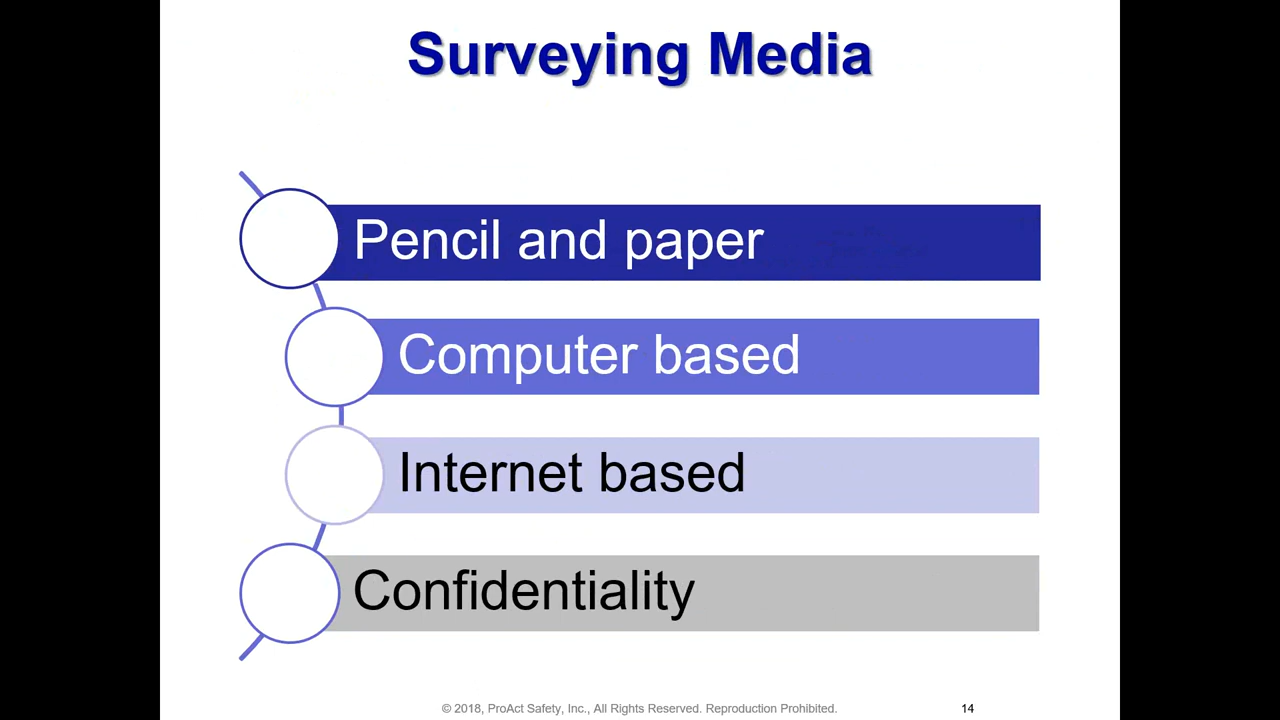 Surveying Media
Pencil and paper
Computer based
Internet based
Confidentiality
© 2018, ProAct Safety, Inc., All Rights Reserved. Reproduction Prohibited.
14